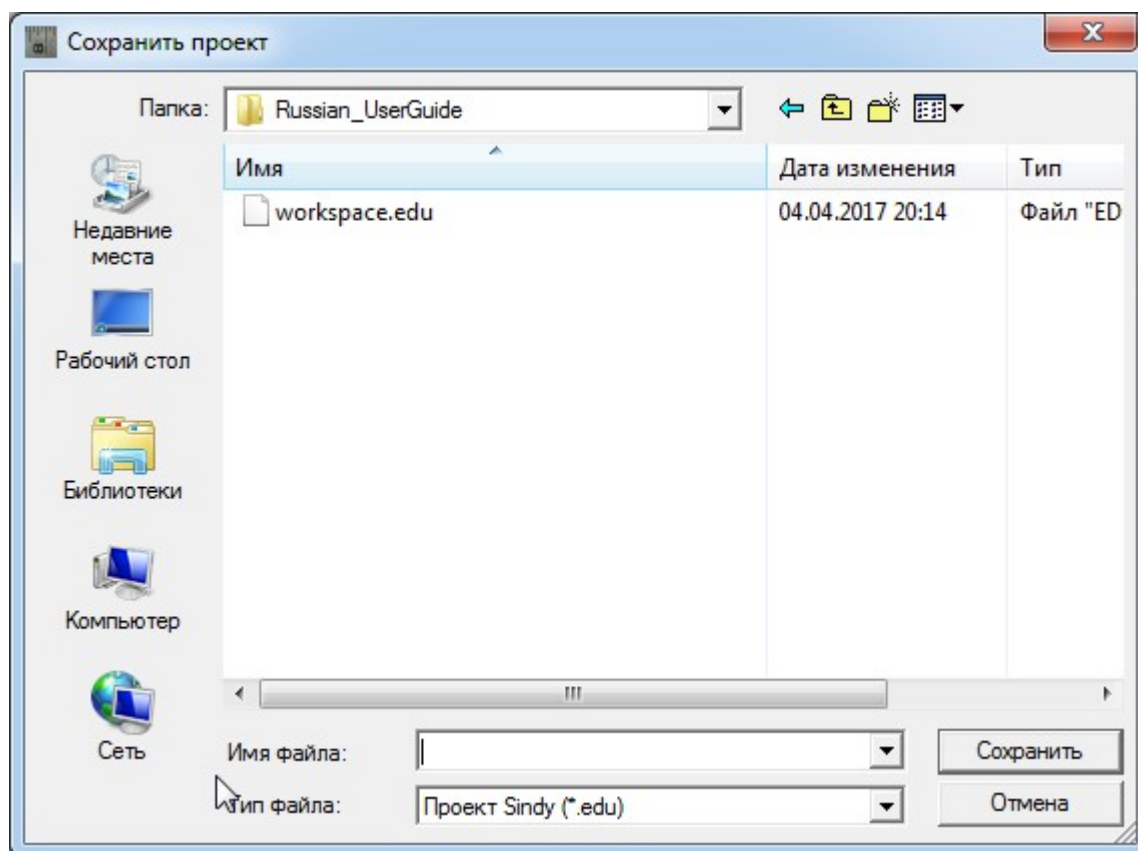 Сохранить проект
Папка: Russian_UserGuide
Имя Дата изменения Тип
workspace.edu 04.04.2017 20:14 Файл "ED
Недавние
места
Рабочий стол
Библиотеки
Компьютер
Сеть
Имя файла: Сохранить
Тип файла: Проект Sindy (*.edu) Отмена